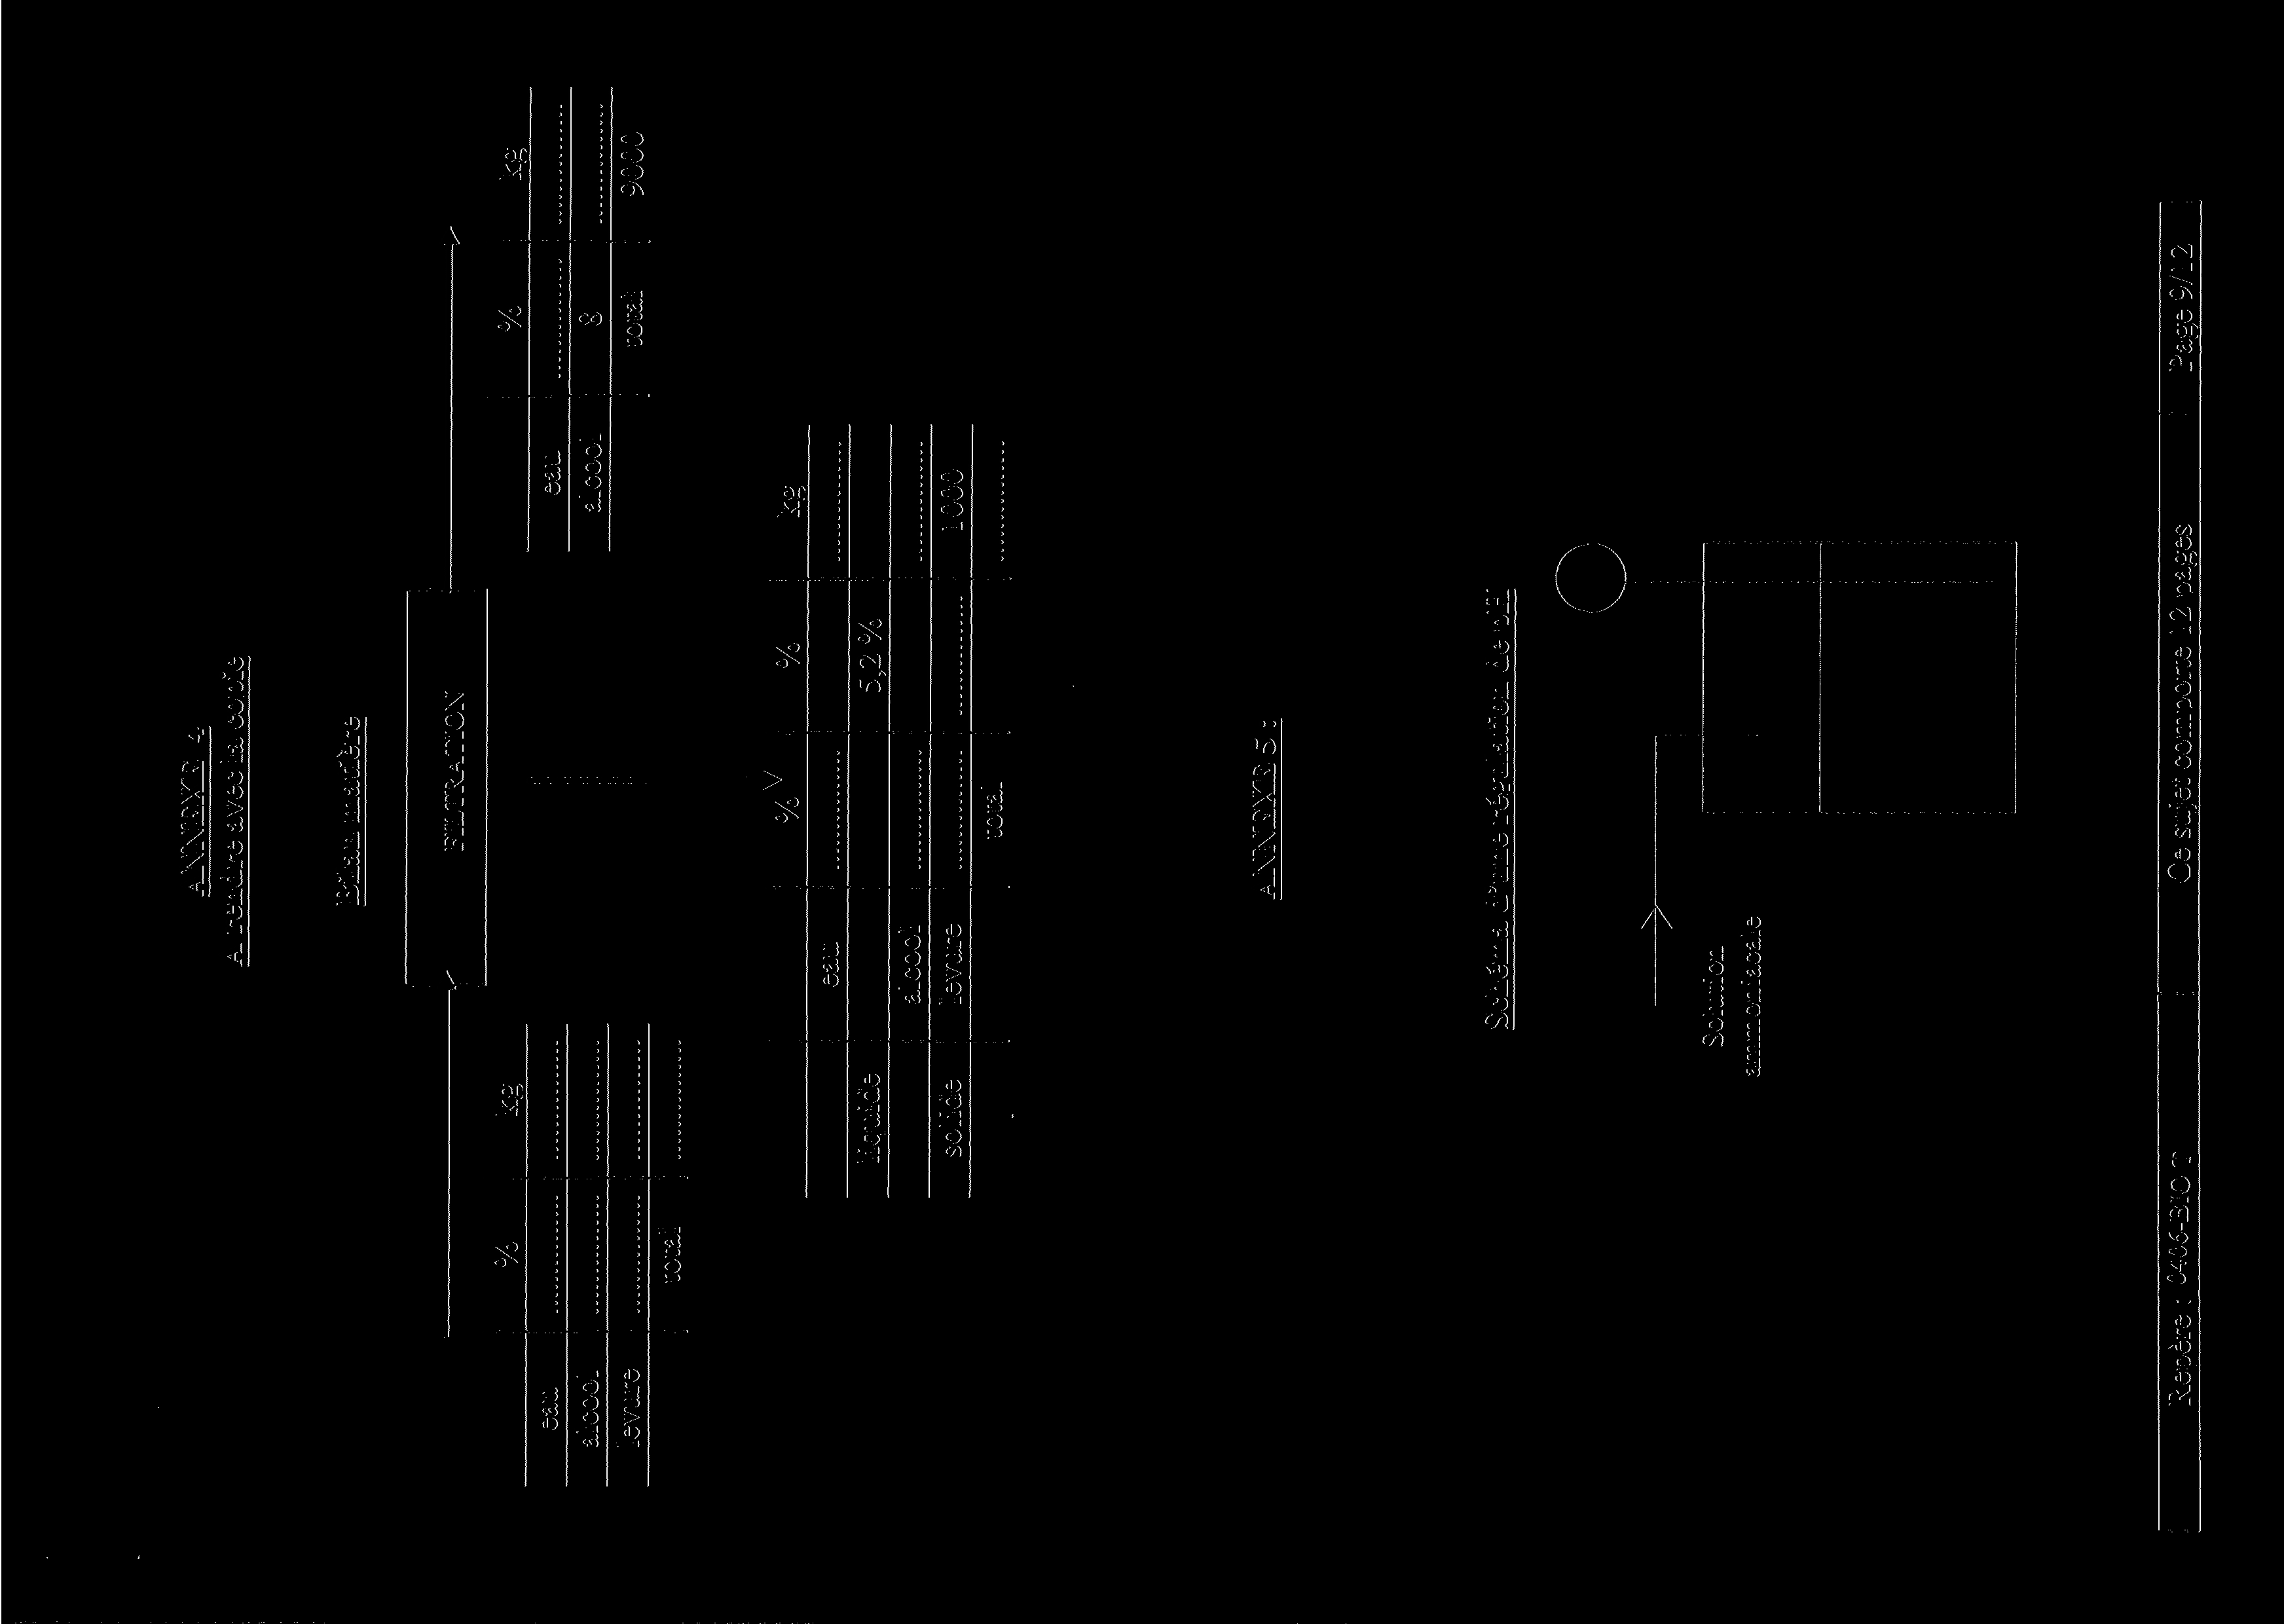 ANNEXE 4
A rendre avec la copie
Bilan matière
FILTRATION
% kg
eau ............ ............
alcool ............ ............
levure ............ ............
total ............
% kg
eau ............ ............
alcool 8 ............
total 9000
% % kg
eau ............ ............
liquide 5,2 %
alcool ............ ............
solide levure ............ ............ 1000
total ............
ANNEXE 5 :
Schéma d'une régulation de pH
Solution
ammoniacale
Repère : 0406-BIO T Ce sujet comporte 12 pages Page 9/12